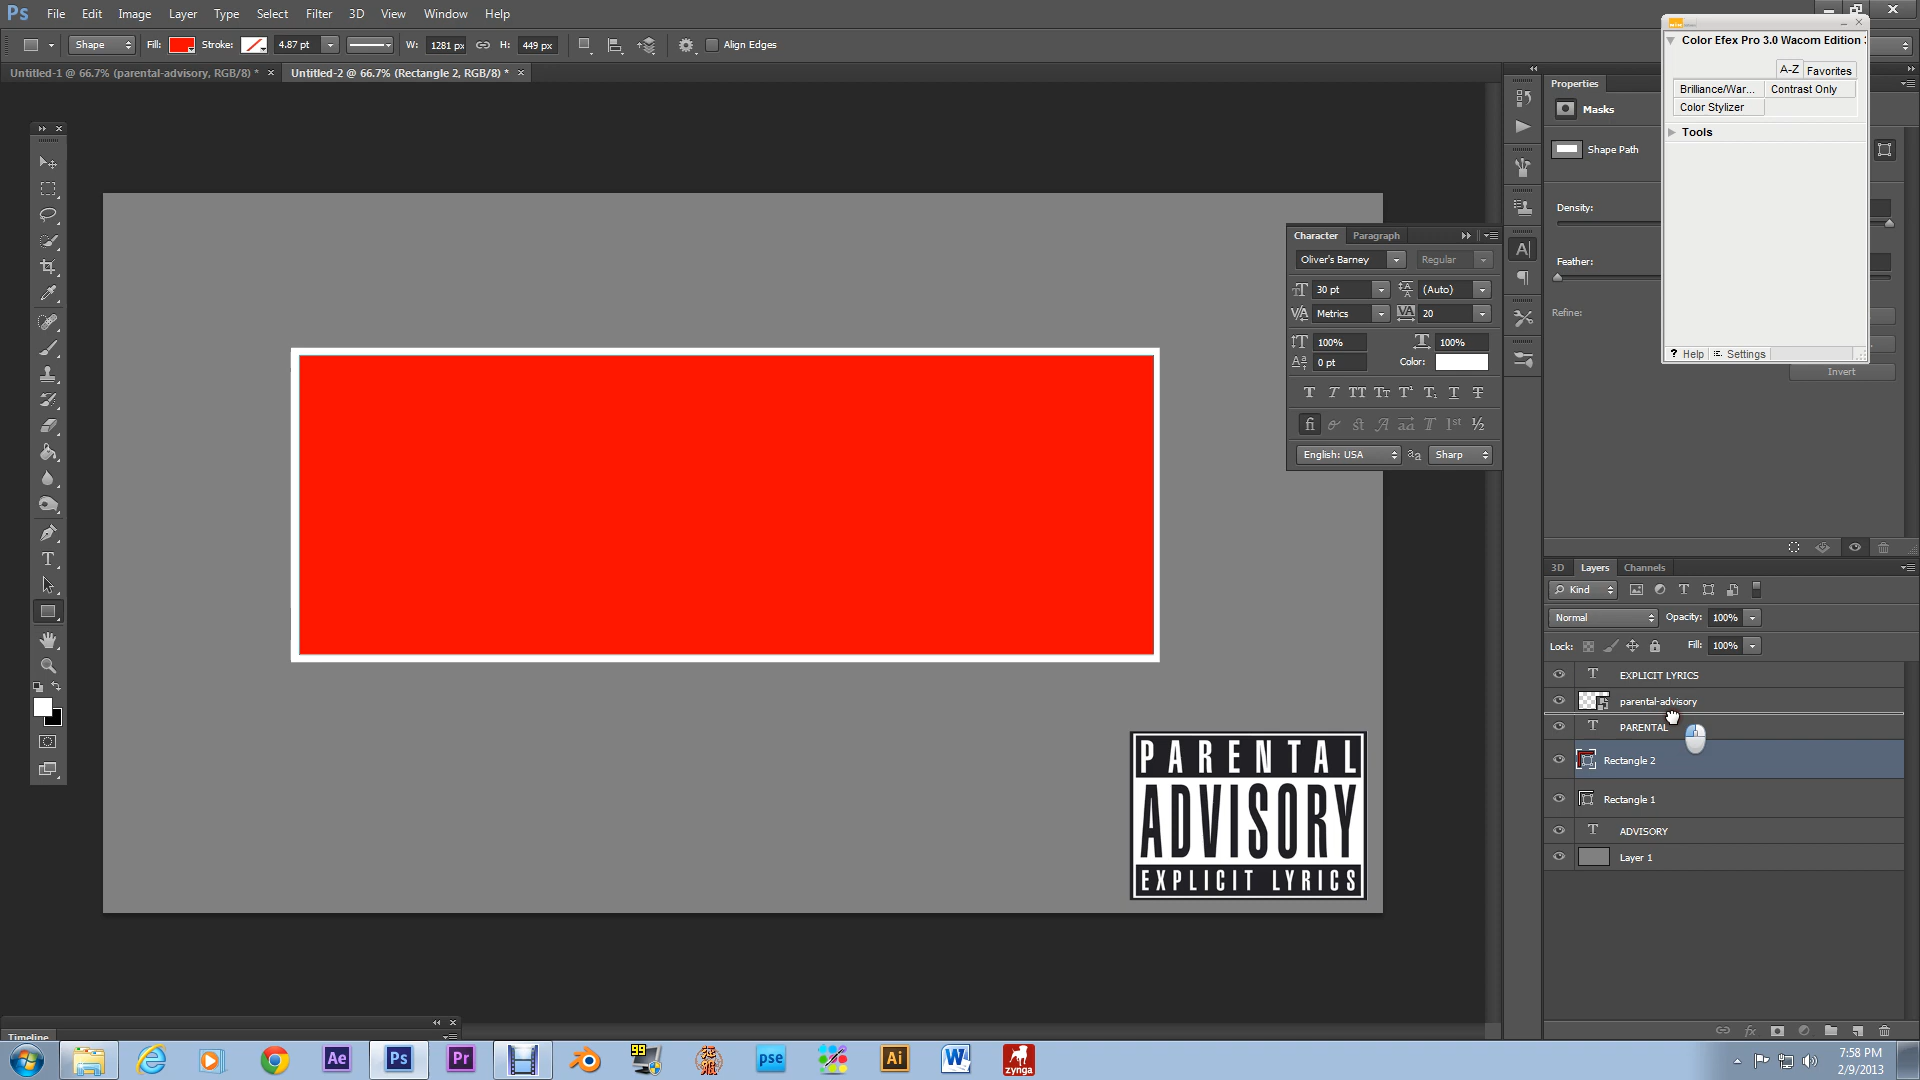 Ps File Edit Image Layer Type Select Filter 3D View Window Help
Shape Fill: Stroke: 4.87 pt W: 1281 px H: 449 px Align Edges
Untitled-1 @ 66.7% (parental-advisory, RGB/8) * × Untitled-2 @ 66.7% (Rectangle 2, RGB/8) * ×
Color Efex Pro 3.0 Wacom Edition
A-Z Favorites
Brilliance/War... Contrast Only
Color Stylizer
Tools
? Help Settings
Properties
Masks
Shape Path
Density:
Feather:
Refine:
Invert
Character Paragraph
Oliver's Barney Regular
30 pt (Auto)
Metrics 20
100% 100%
0 pt Color:
English: USA aa Sharp
3D Layers Channels
Kind
Normal Opacity: 100%
Lock: Fill: 100%
EXPLICIT LYRICS
parental-advisory
PARENTAL
Rectangle 2
Rectangle 1
ADVISORY
Layer 1
PARENTAL
ADVISORY
EXPLICIT LYRICS
Timeline
Ae Ps Pr 99 pse Ai W zynga
7:58 PM
2/9/2013